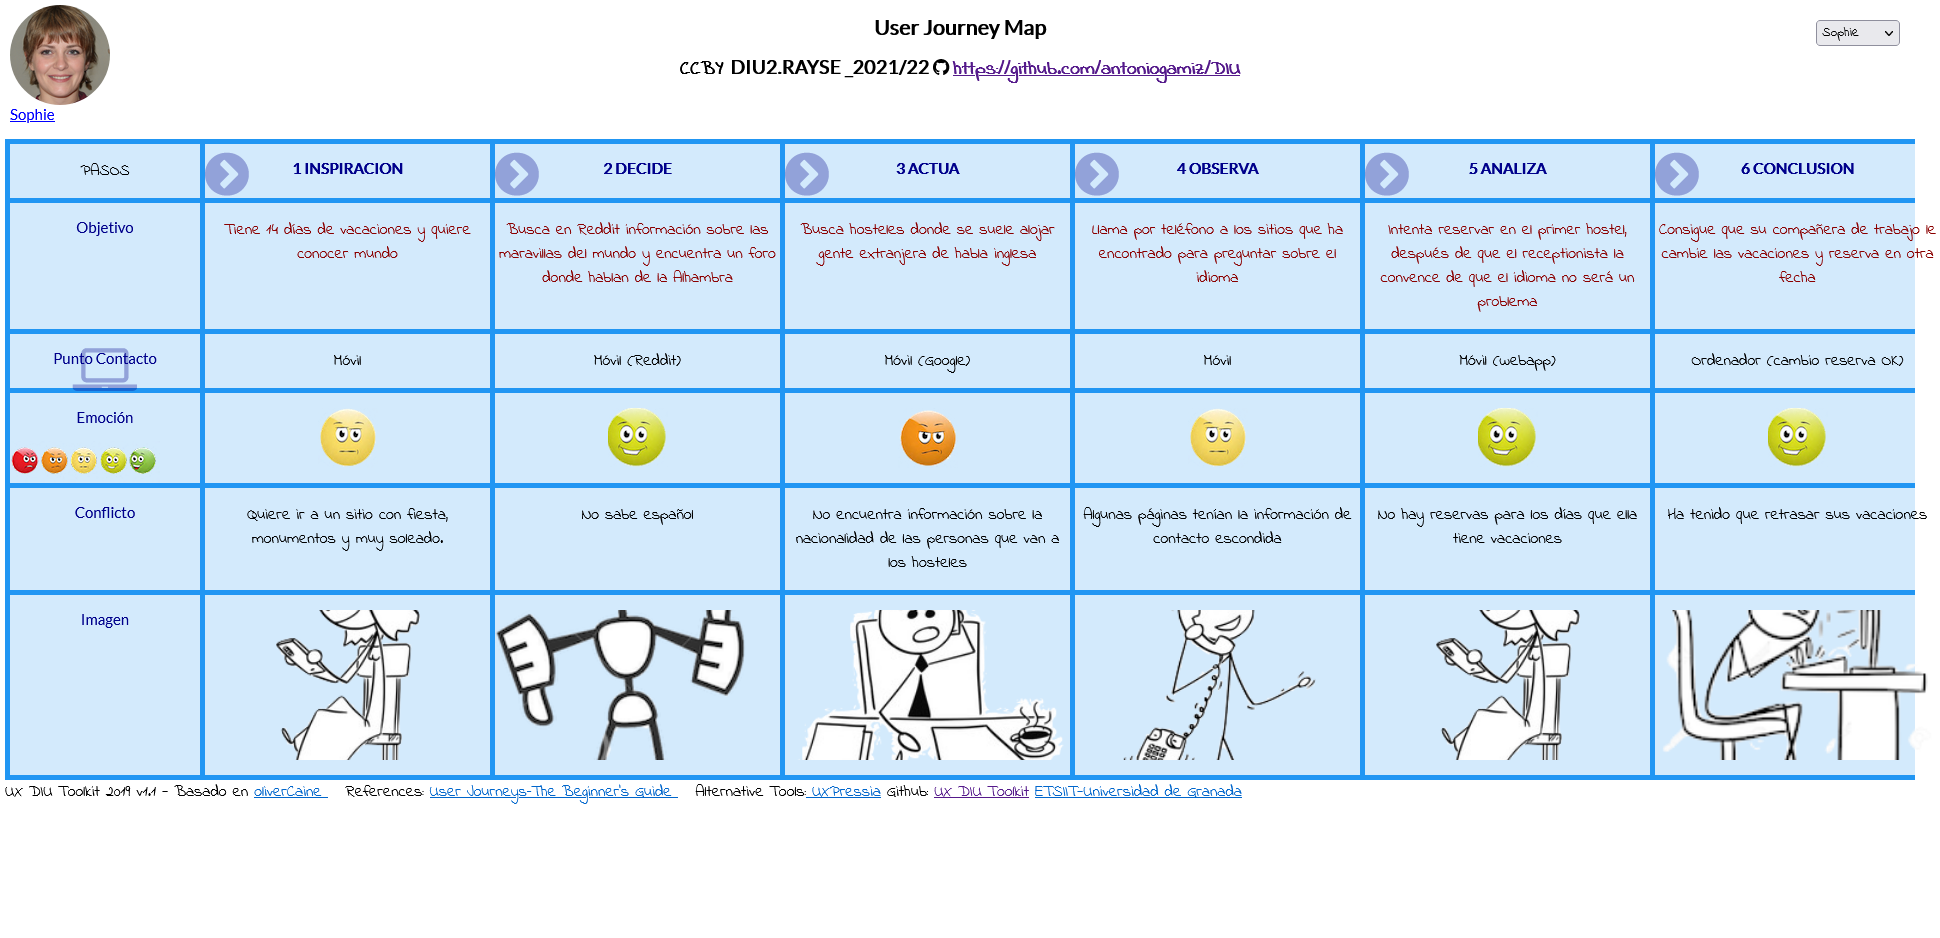 User Journey Map
Sophie
CCBY DIU2.RAYSE_2021/22 https://github.com/antoniogamiz/DIU
Sophie
PASOS
1 INSPIRACION
2 DECIDE
3 ACTUA
4 OBSERVA
5 ANALIZA
6 CONCLUSION
Objetivo
Tiene 14 días de vacaciones y quiere
conocer mundo
Busca en Reddit información sobre las
maravillas del mundo y encuentra un foro
donde hablan de la Alhambra
Busca hosteles donde se suele alojar
gente extranjera de habla inglesa
Llama por teléfono a los sitios que ha
encontrado para preguntar sobre el
idioma
Intenta reservar en el primer hostel,
después de que el receptionista la
convence de que el idioma no será un
problema
Consigue que su compañera de trabajo le
cambie las vacaciones y reserva en otra
fecha
Punto Contacto
Móvil
Móvil (Reddit)
Móvil (Google)
Móvil
Móvil (webapp)
Ordenador (cambio reserva OK)
Emoción
Conflicto
Quiere ir a un sitio con fiesta,
monumentos y muy soleado.
No sabe español
No encuentra información sobre la
nacionalidad de las personas que van a
los hosteles
Algunas páginas tenían la información de
contacto escondida
No hay reservas para los días que ella
tiene vacaciones
Ha tenido que retrasar sus vacaciones
Imagen
UX DIU Toolkit 2019 v1.1 - Basado en oliverCaine References: User Journeys-The Beginner's Guide Alternative Tools: UXPressia Github: UX DIU Toolkit ETSIIT-Universidad de Granada